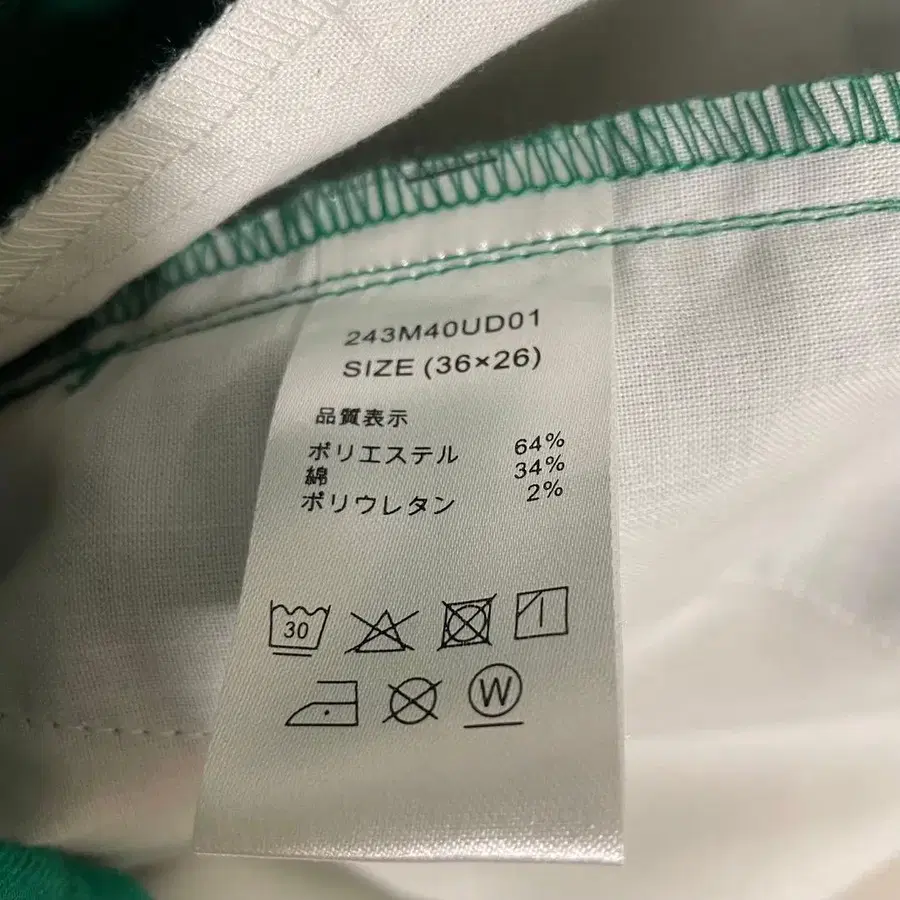 243M40UD01
SIZE (36×26)
品質表示
ポリエステル 64%
綿 34%
ポリウレタン 2%
30
W